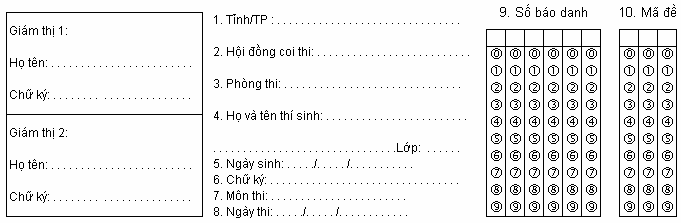 Giám thị 1:
Họ tên: . . . . . . . . . . . . . . . . . . . . . . . .
Chữ ký: . . . . . . . . . . . . . . . . . . . . . . . .
Giám thị 2:
Họ tên: . . . . . . . . . . . . . . . . . . . . . . . .
Chữ ký: . . . . . . . . . . . . . . . . . . . . . . . .
1. Tỉnh/TP : . . . . . . . . . . . . . . . . . . . . . . . . . . . .
2. Hội đồng coi thi: . . . . . . . . . . . . . . . . . . . . . .
3. Phòng thi: . . . . . . . . . . . . . . . . . . . . . . . . . . .
4. Họ và tên thí sinh: . . . . . . . . . . . . . . . . . . . .
. . . . . . . . . . . . . . . . . . . . . . . . . . . .Lớp: . . . . . .
5. Ngày sinh: . . . . ./. . . . . /. . . . . . . . . .
6. Chữ ký: . . . . . . . . . . . . . . . . . . . . . . . . . . . .
7. Môn thi: . . . . . . . . . . . . . . . . . . . . .
8. Ngày thi: . . . . ./. . . . . /. . . . . . . . . .
9. Số báo danh
⓪ ⓪ ⓪ ⓪ ⓪ ⓪
① ① ① ① ① ①
② ② ② ② ② ②
③ ③ ③ ③ ③ ③
④ ④ ④ ④ ④ ④
⑤ ⑤ ⑤ ⑤ ⑤ ⑤
⑥ ⑥ ⑥ ⑥ ⑥ ⑥
⑦ ⑦ ⑦ ⑦ ⑦ ⑦
⑧ ⑧ ⑧ ⑧ ⑧ ⑧
⑨ ⑨ ⑨ ⑨ ⑨ ⑨
10. Mã đề
⓪ ⓪ ⓪
① ① ①
② ② ②
③ ③ ③
④ ④ ④
⑤ ⑤ ⑤
⑥ ⑥ ⑥
⑦ ⑦ ⑦
⑧ ⑧ ⑧
⑨ ⑨ ⑨